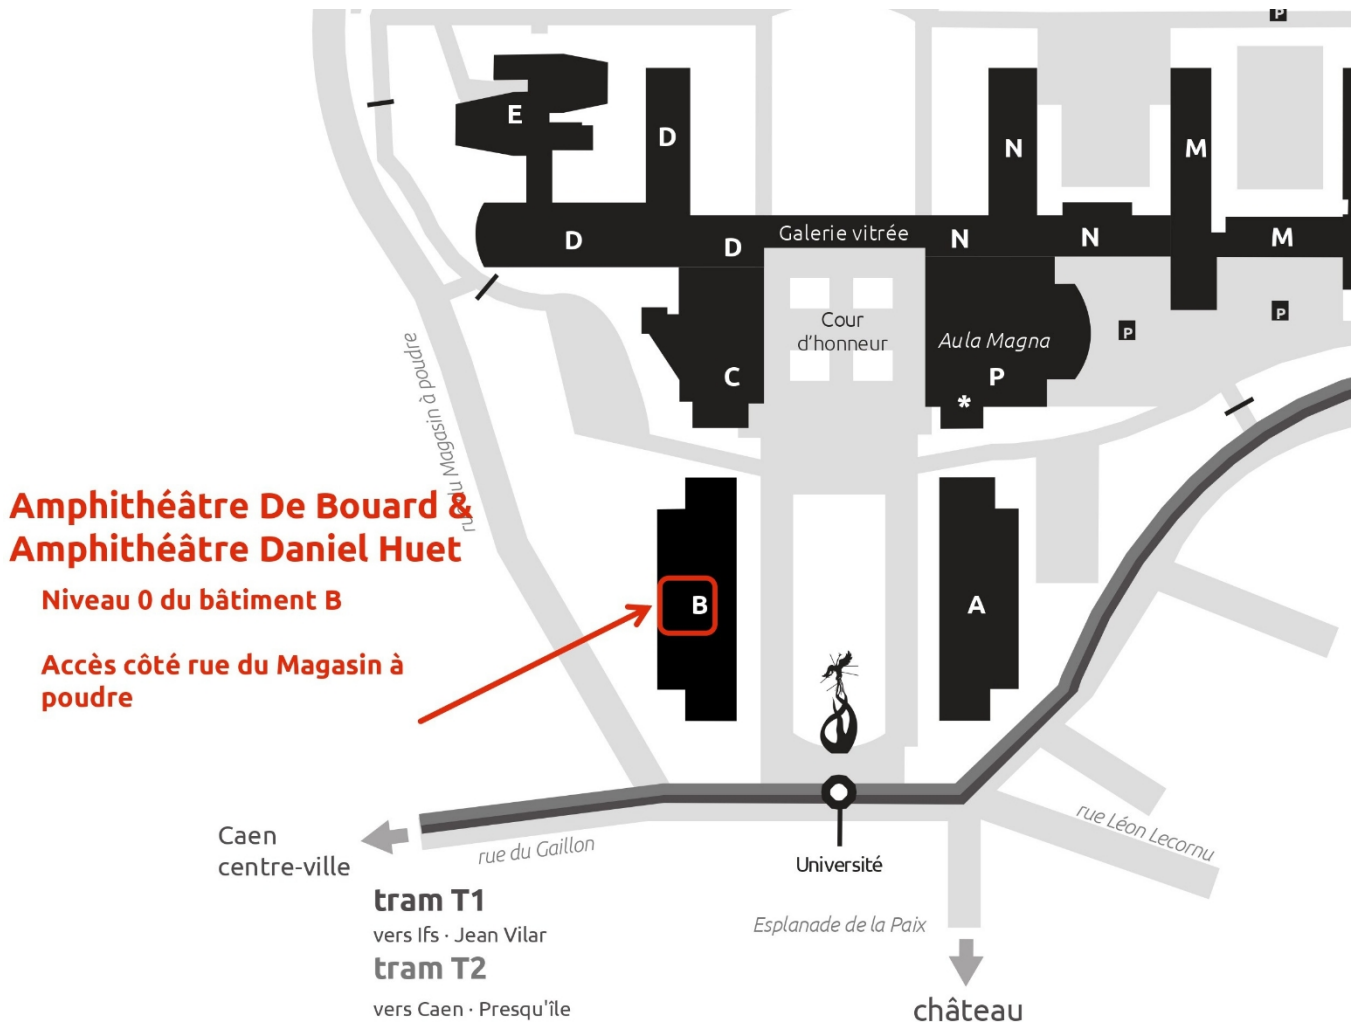 P
E
D
N
M
D
D
Galerie vitrée
N
N
M
Cour
d'honneur
P
P
Aula Magna
C
P
*
rue du Magasin à poudre
Amphithéâtre De Bouard &
Amphithéâtre Daniel Huet
Niveau 0 du bâtiment B
B
A
Accès côté rue du Magasin à
poudre
Caen
centre-ville
rue du Gaillon
Université
rue Léon Lecornu
tram T1
vers Ifs · Jean Vilar
Esplanade de la Paix
tram T2
vers Caen · Presqu'île
château